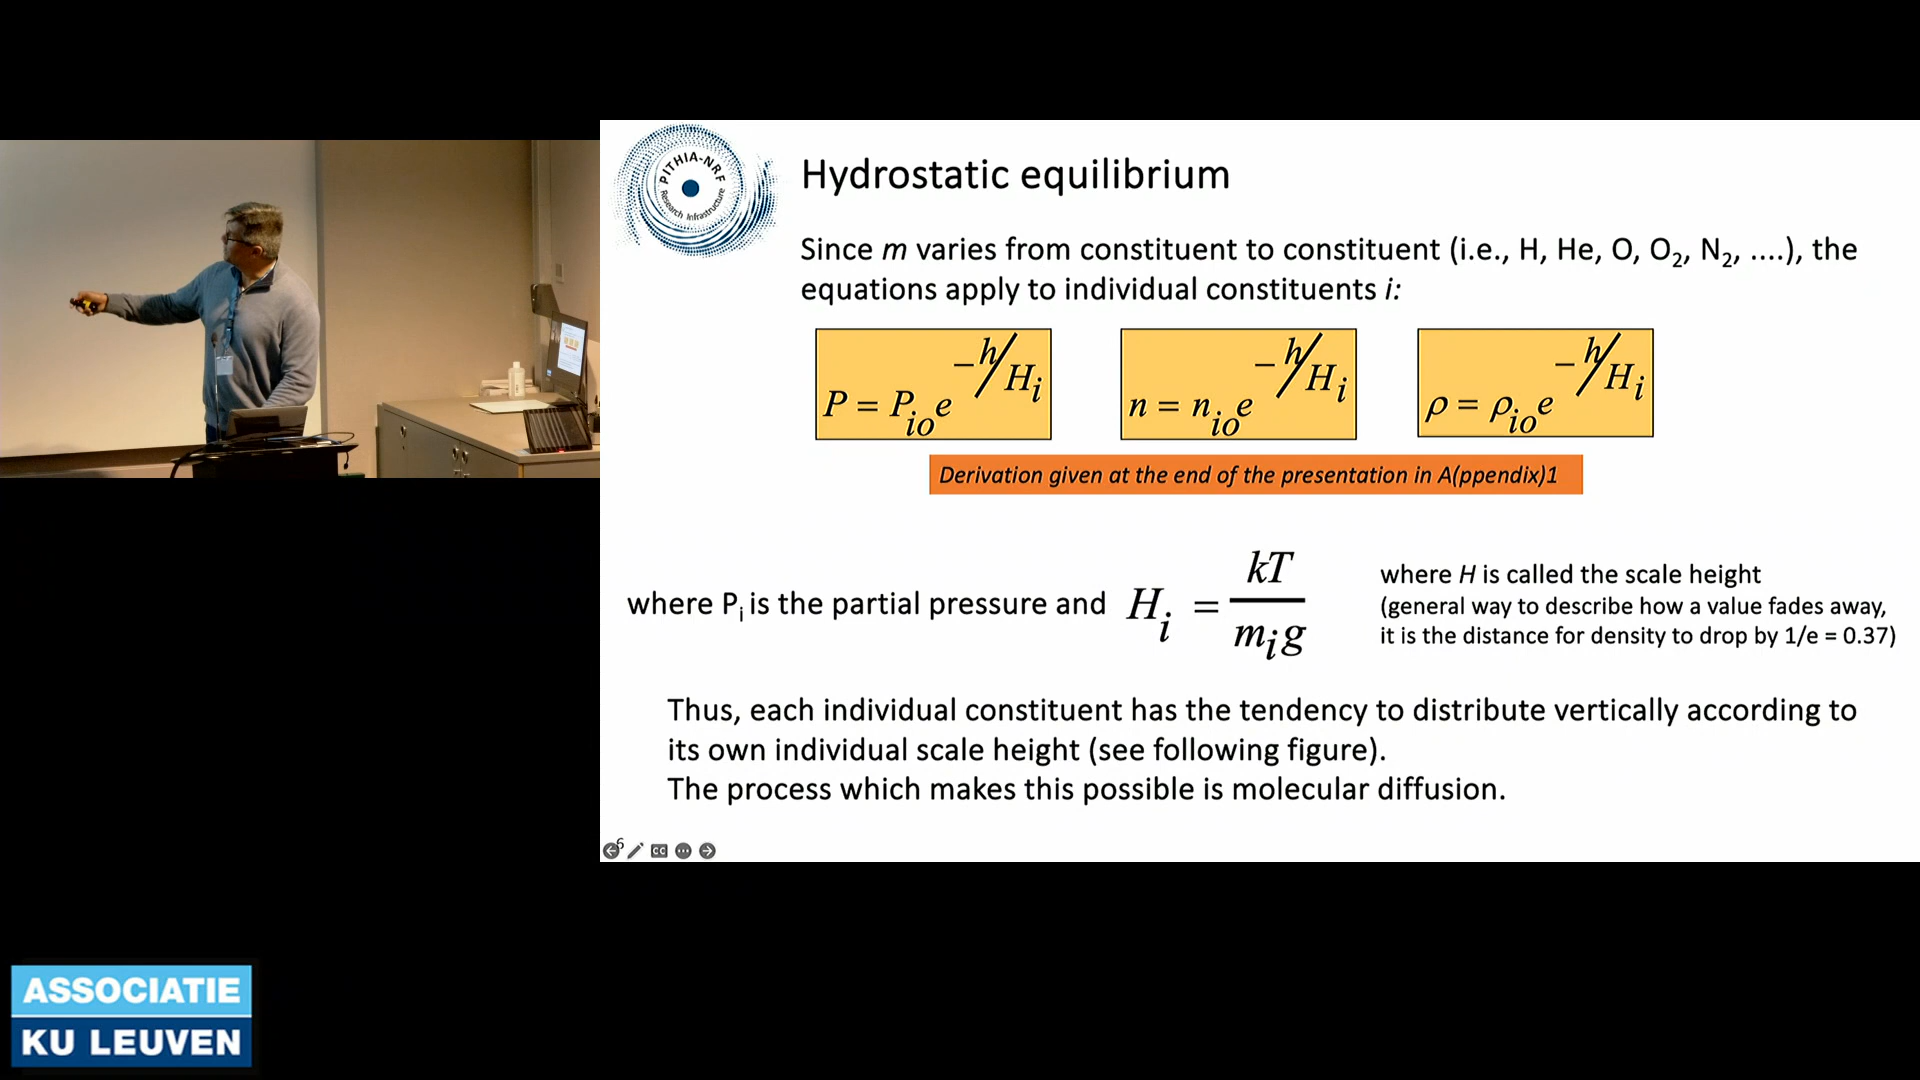 PITHIA-NRF
Research Infrastructure
Hydrostatic equilibrium
Since m varies from constituent to constituent (i.e., H, He, O, O₂, N₂, ....), the
equations apply to individual constituents i:
P = P_io e^(−h/H_i)
n = n_io e^(−h/H_i)
ρ = ρ_io e^(−h/H_i)
Derivation given at the end of the presentation in A(ppendix)1
where Pᵢ is the partial pressure and H_i = kT/m_i g
where H is called the scale height
(general way to describe how a value fades away,
it is the distance for density to drop by 1/e = 0.37)
Thus, each individual constituent has the tendency to distribute vertically according to
its own individual scale height (see following figure).
The process which makes this possible is molecular diffusion.
6
CC
ASSOCIATIE
KU LEUVEN